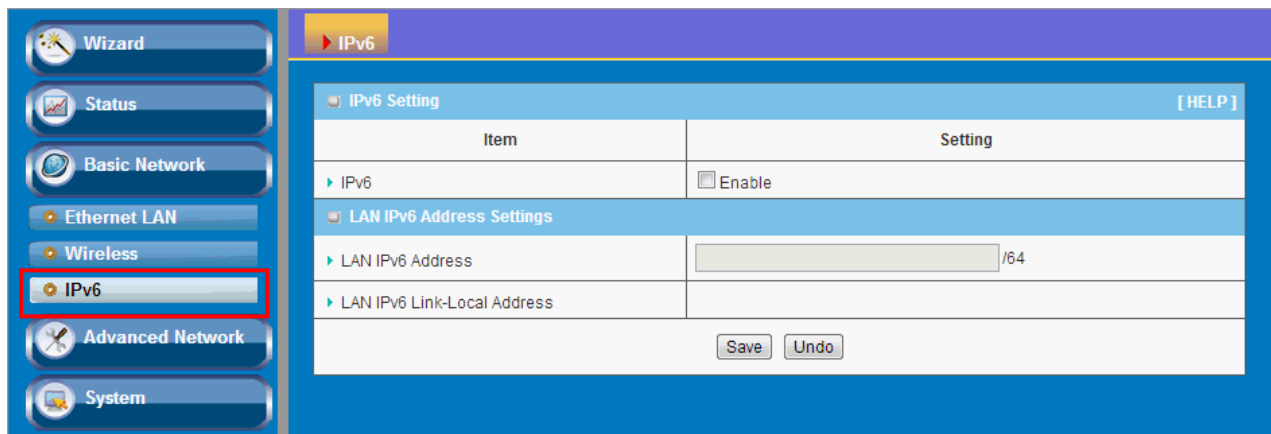 Wizard
Status
Basic Network
Ethernet LAN
Wireless
IPv6
Advanced Network
System
IPv6
IPv6 Setting [ HELP ]
Item Setting
IPv6 Enable
LAN IPv6 Address Settings
LAN IPv6 Address /64
LAN IPv6 Link-Local Address
Save Undo